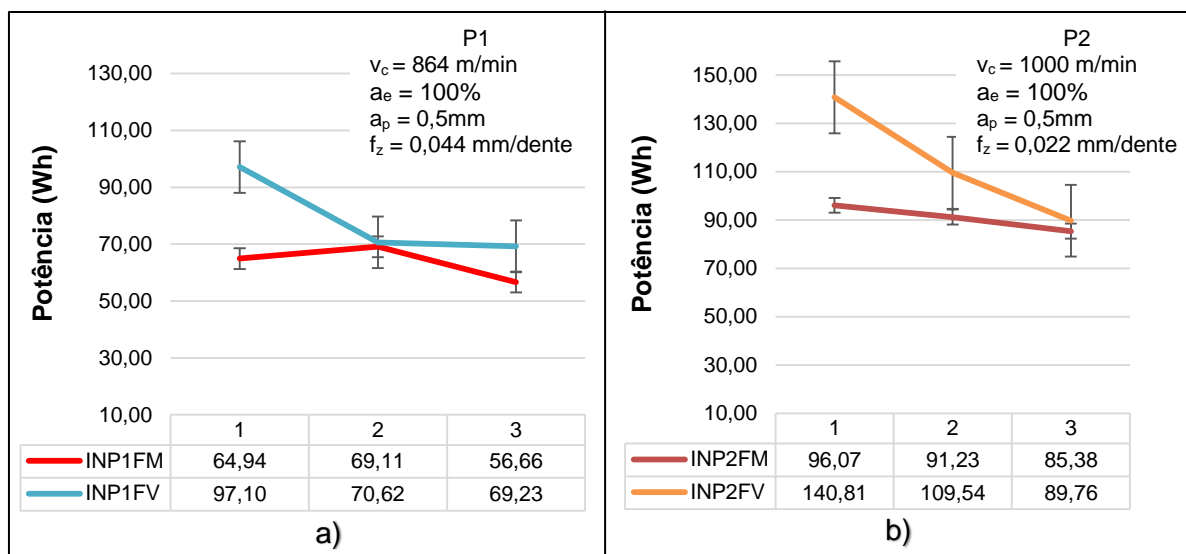 P1
v_c = 864 m/min
a_e = 100%
a_p = 0,5mm
f_z = 0,044 mm/dente
Potência (Wh)
130,00
110,00
90,00
70,00
50,00
30,00
10,00
1 2 3
INP1FM 64,94 69,11 56,66
INP1FV 97,10 70,62 69,23
a)
P2
v_c = 1000 m/min
a_e = 100%
a_p = 0,5mm
f_z = 0,022 mm/dente
Potência (Wh)
150,00
130,00
110,00
90,00
70,00
50,00
30,00
10,00
1 2 3
INP2FM 96,07 91,23 85,38
INP2FV 140,81 109,54 89,76
b)